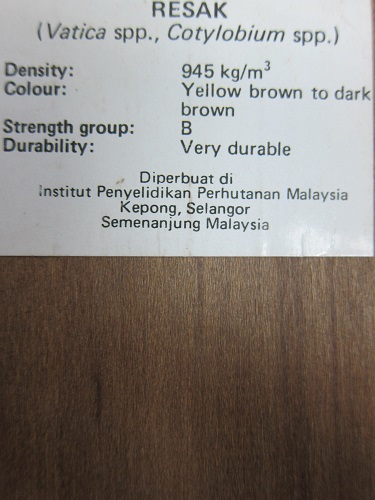 RESAK
(Vatica spp., Cotylobium spp.)
Density: 945 kg/m³
Colour: Yellow brown to dark
brown
Strength group: B
Durability: Very durable
Diperbuat di
Institut Penyelidikan Perhutanan Malaysia
Kepong, Selangor
Semenanjung Malaysia